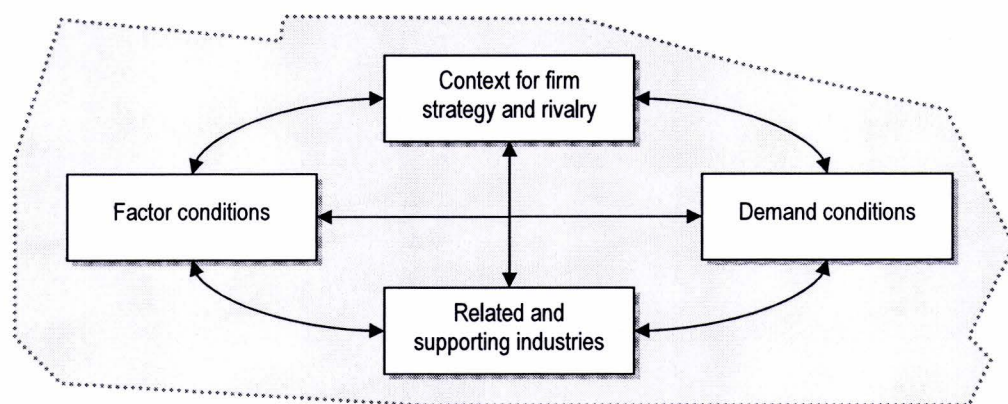 Context for firm
strategy and rivalry
Factor conditions
Demand conditions
Related and
supporting industries